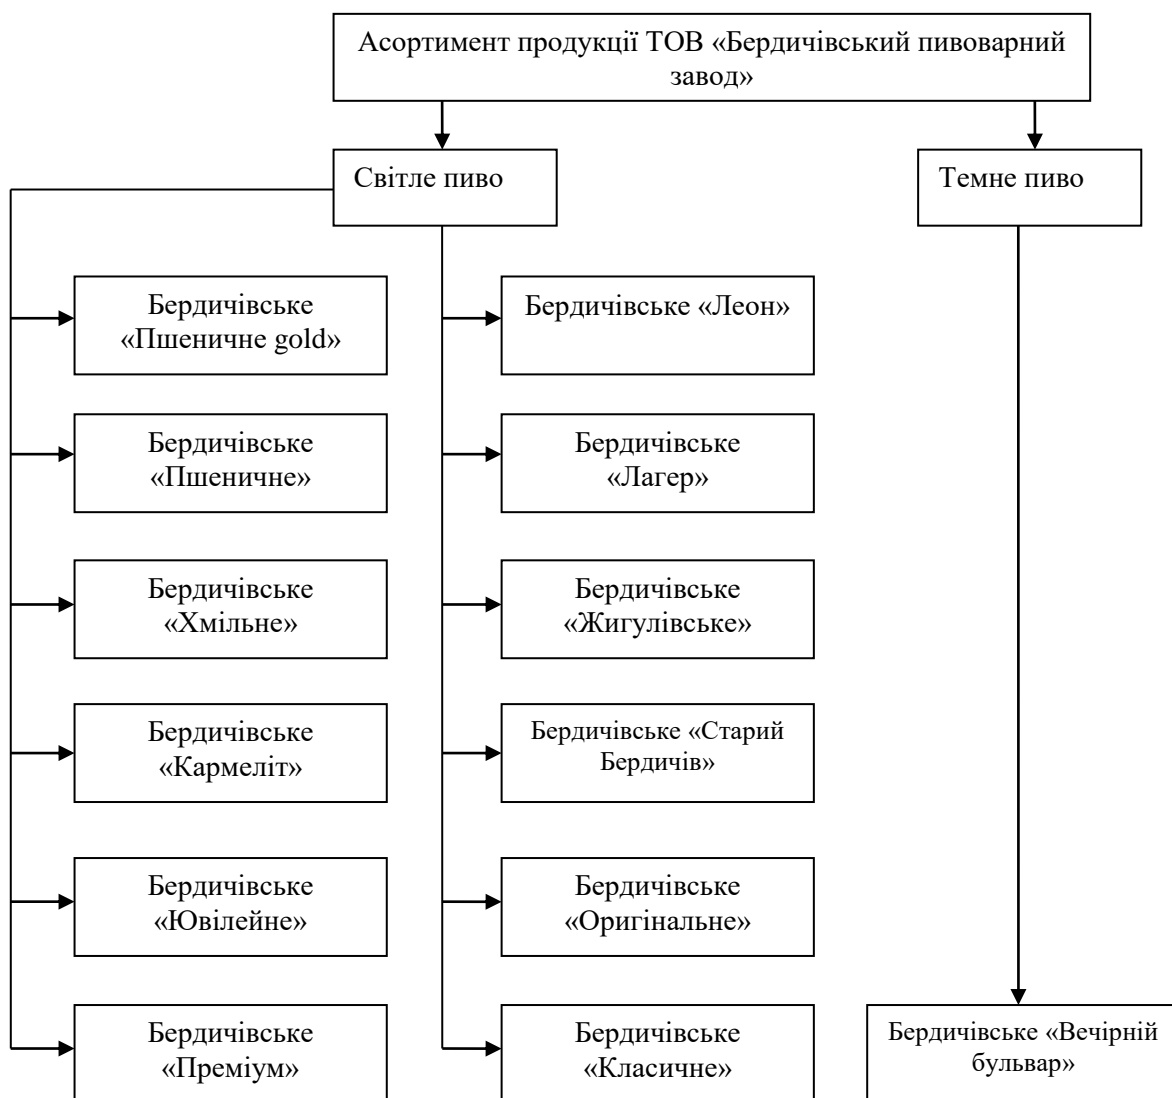 Асортимент продукції ТОВ «Бердичівський пивоварний
завод»
Світле пиво
Темне пиво
Бердичівське
«Пшеничне gold»
Бердичівське «Леон»
Бердичівське
«Пшеничне»
Бердичівське
«Лагер»
Бердичівське
«Хмільне»
Бердичівське
«Жигулівське»
Бердичівське
«Кармеліт»
Бердичівське «Старий
Бердичів»
Бердичівське
«Ювілейне»
Бердичівське
«Оригінальне»
Бердичівське
«Преміум»
Бердичівське
«Класичне»
Бердичівське «Вечірній
бульвар»